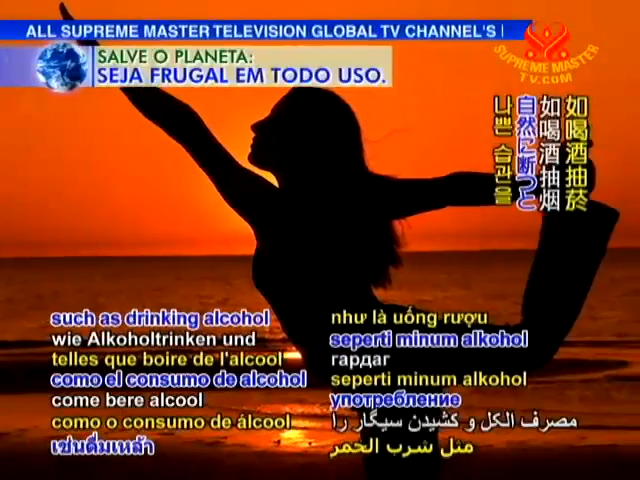 ALL SUPREME MASTER TELEVISION GLOBAL TV CHANNEL'S
SALVE O PLANETA:
SEJA FRUGAL EM TODO USO.
SUPREME MASTER
TV.COM
如喝酒抽菸
如喝酒抽烟
自然に断つと
나쁜 습관을
such as drinking alcohol
wie Alkoholtrinken und
telles que boire de l'alcool
como el consumo de alcohol
come bere alcool
como o consumo de álcool
เช่นดื่มเหล้า
như là uống rượu
seperti minum alkohol
гардаг
seperti minum alkohol
употребление
مصرف الکل و کشیدن سیگار را
مثل شرب الخمر